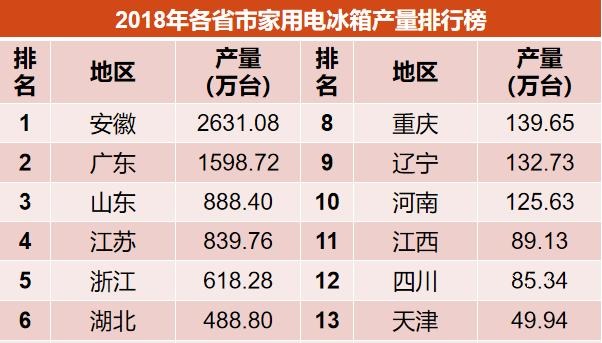 2018年各省市家用电冰箱产量排行榜
排名 地区 产量(万台) 排名 地区 产量(万台)
1 安徽 2631.08 8 重庆 139.65
2 广东 1598.72 9 辽宁 132.73
3 山东 888.40 10 河南 125.63
4 江苏 839.76 11 江西 89.13
5 浙江 618.28 12 四川 85.34
6 湖北 488.80 13 天津 49.94